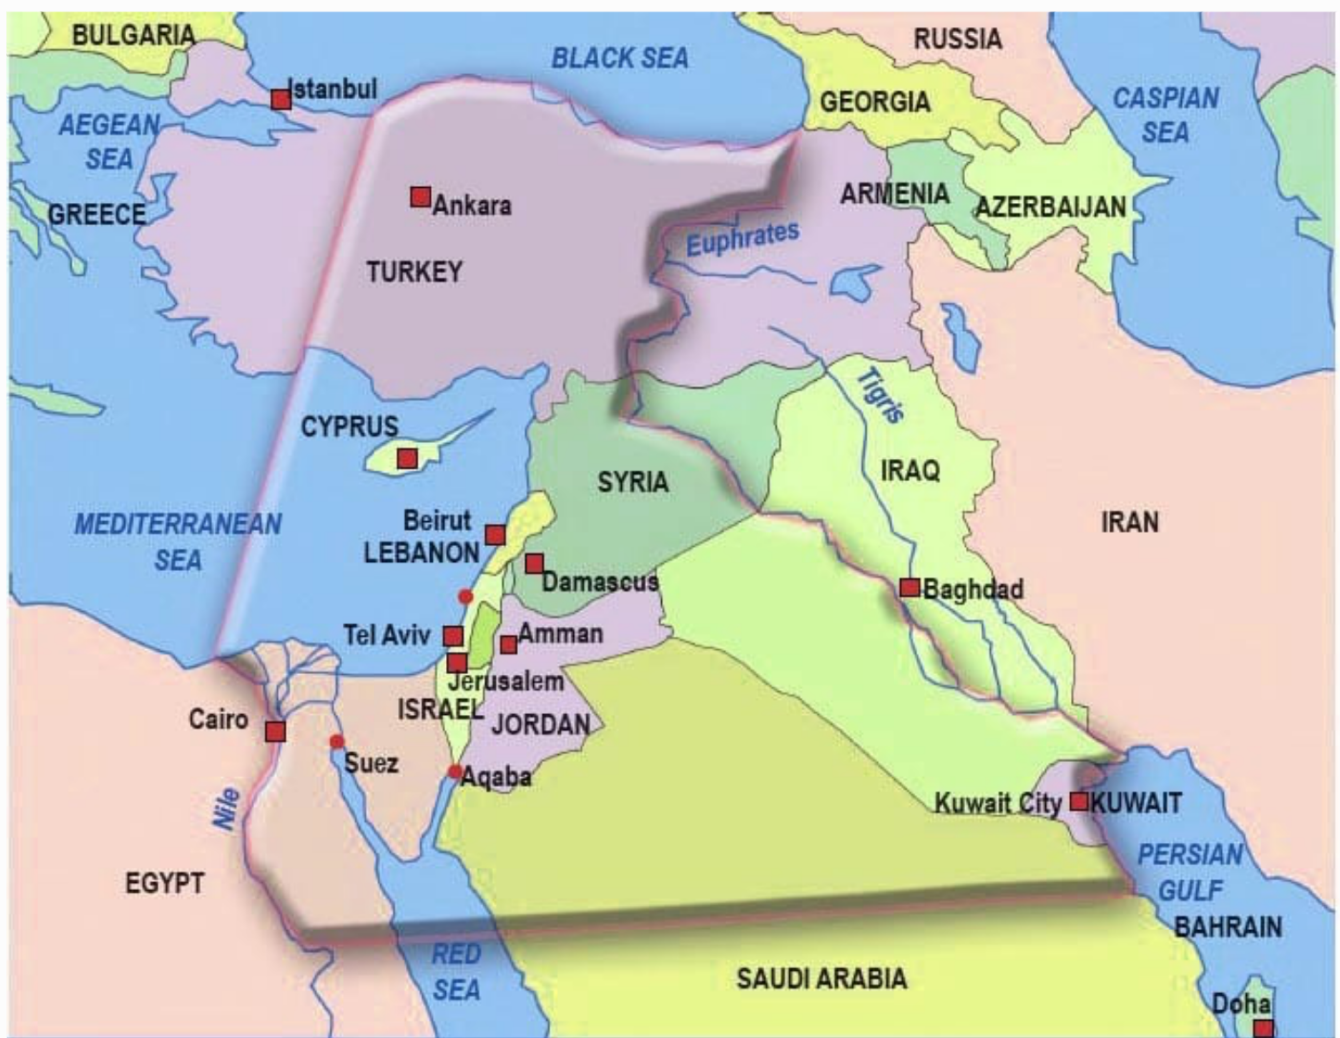 BULGARIA
BLACK SEA
RUSSIA
Istanbul
GEORGIA
CASPIAN
SEA
AEGEAN
SEA
GREECE
Ankara
ARMENIA
AZERBAIJAN
Euphrates
TURKEY
Tigris
CYPRUS
SYRIA
IRAQ
IRAN
MEDITERRANEAN
SEA
Beirut
LEBANON
Damascus
Baghdad
Tel Aviv
Amman
Jerusalem
ISRAEL
JORDAN
Cairo
Suez
Aqaba
Nile
Kuwait City
KUWAIT
EGYPT
PERSIAN
GULF
BAHRAIN
RED
SEA
SAUDI ARABIA
Doha